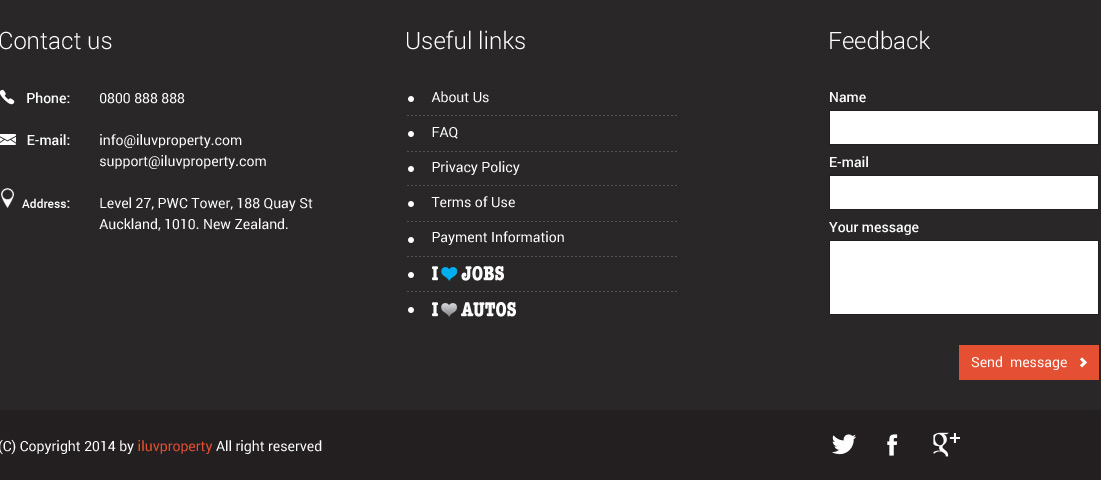 Contact us
Phone: 0800 888 888
E-mail: info@iluvproperty.com
support@iluvproperty.com
Address: Level 27, PWC Tower, 188 Quay St
Auckland, 1010. New Zealand.
Useful links
About Us
FAQ
Privacy Policy
Terms of Use
Payment Information
I JOBS
I AUTOS
Feedback
Name
E-mail
Your message
Send message
(C) Copyright 2014 by iluvproperty All right reserved
g+